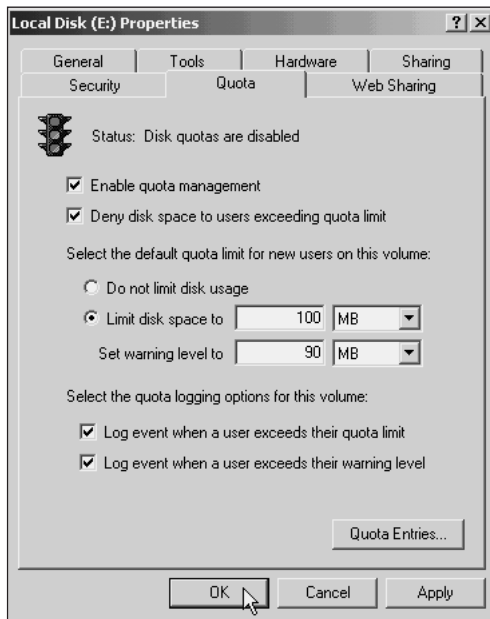 Local Disk (E:) Properties
General Tools Hardware Sharing
Security Quota Web Sharing
Status: Disk quotas are disabled
Enable quota management
Deny disk space to users exceeding quota limit
Select the default quota limit for new users on this volume:
Do not limit disk usage
Limit disk space to 100 MB
Set warning level to 90 MB
Select the quota logging options for this volume:
Log event when a user exceeds their quota limit
Log event when a user exceeds their warning level
Quota Entries...
OK Cancel Apply